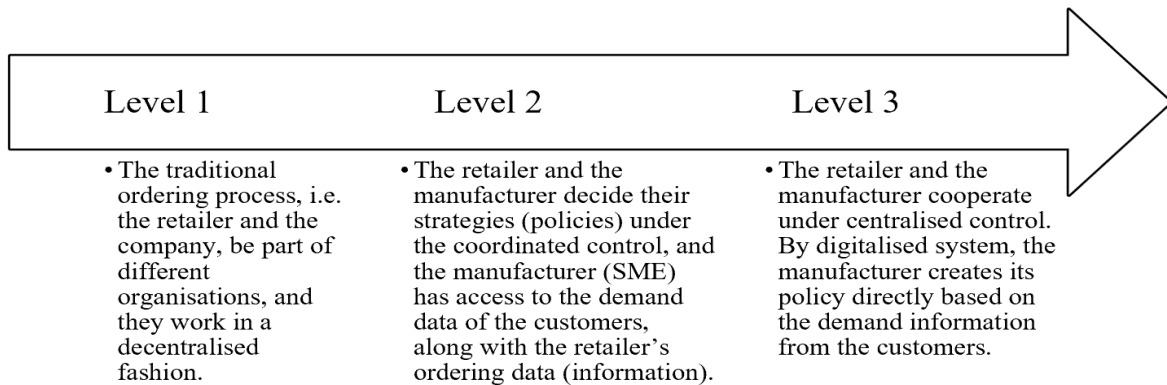 Level 1
• The traditional
ordering process, i.e.
the retailer and the
company, be part of
different
organisations, and
they work in a
decentralised
fashion.
Level 2
• The retailer and the
manufacturer decide their
strategies (policies) under
the coordinated control, and
the manufacturer (SME)
has access to the demand
data of the customers,
along with the retailer’s
ordering data (information).
Level 3
• The retailer and the
manufacturer cooperate
under centralised control.
By digitalised system, the
manufacturer creates its
policy directly based on
the demand information
from the customers.